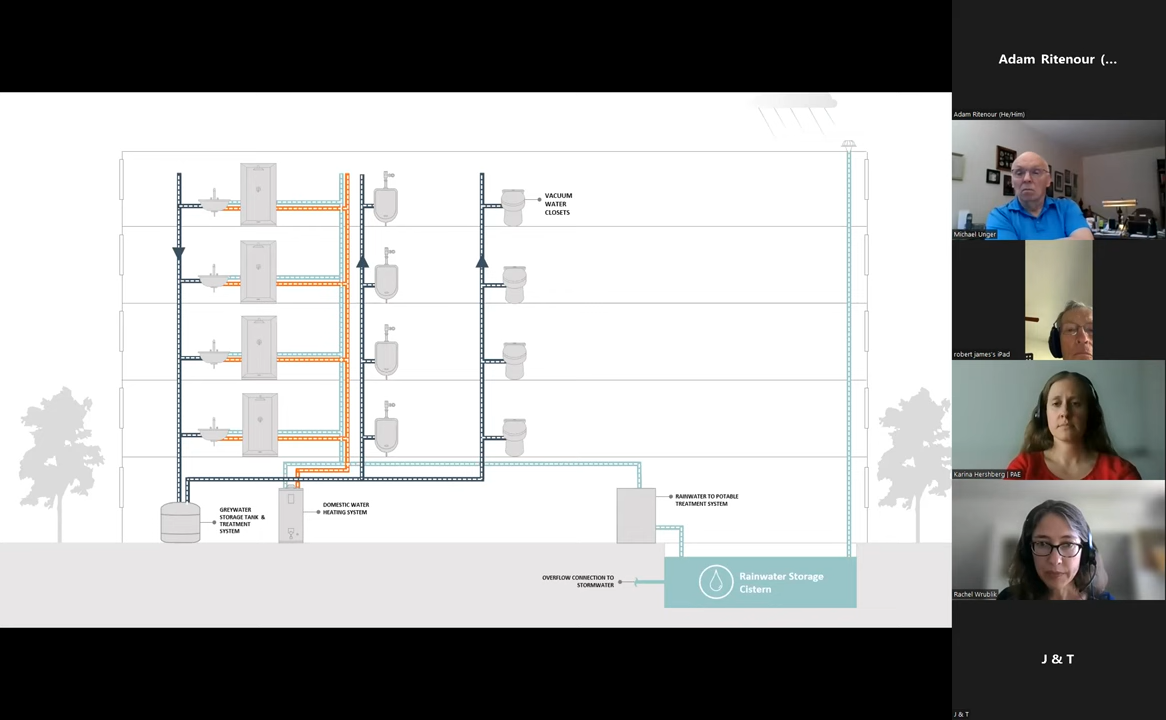 Adam Ritenour (...
Adam Ritenour (He/Him)
VACUUM
WATER
CLOSETS
Michael Unger
robert james's iPad
Karina Hershberg | PAE
GREYWATER
STORAGE TANK &
TREATMENT
SYSTEM
DOMESTIC WATER
HEATING SYSTEM
RAINWATER TO POTABLE
TREATMENT SYSTEM
OVERFLOW CONNECTION TO
STORMWATER
Rainwater Storage
Cistern
Rachel Wrublik
J & T
J & T